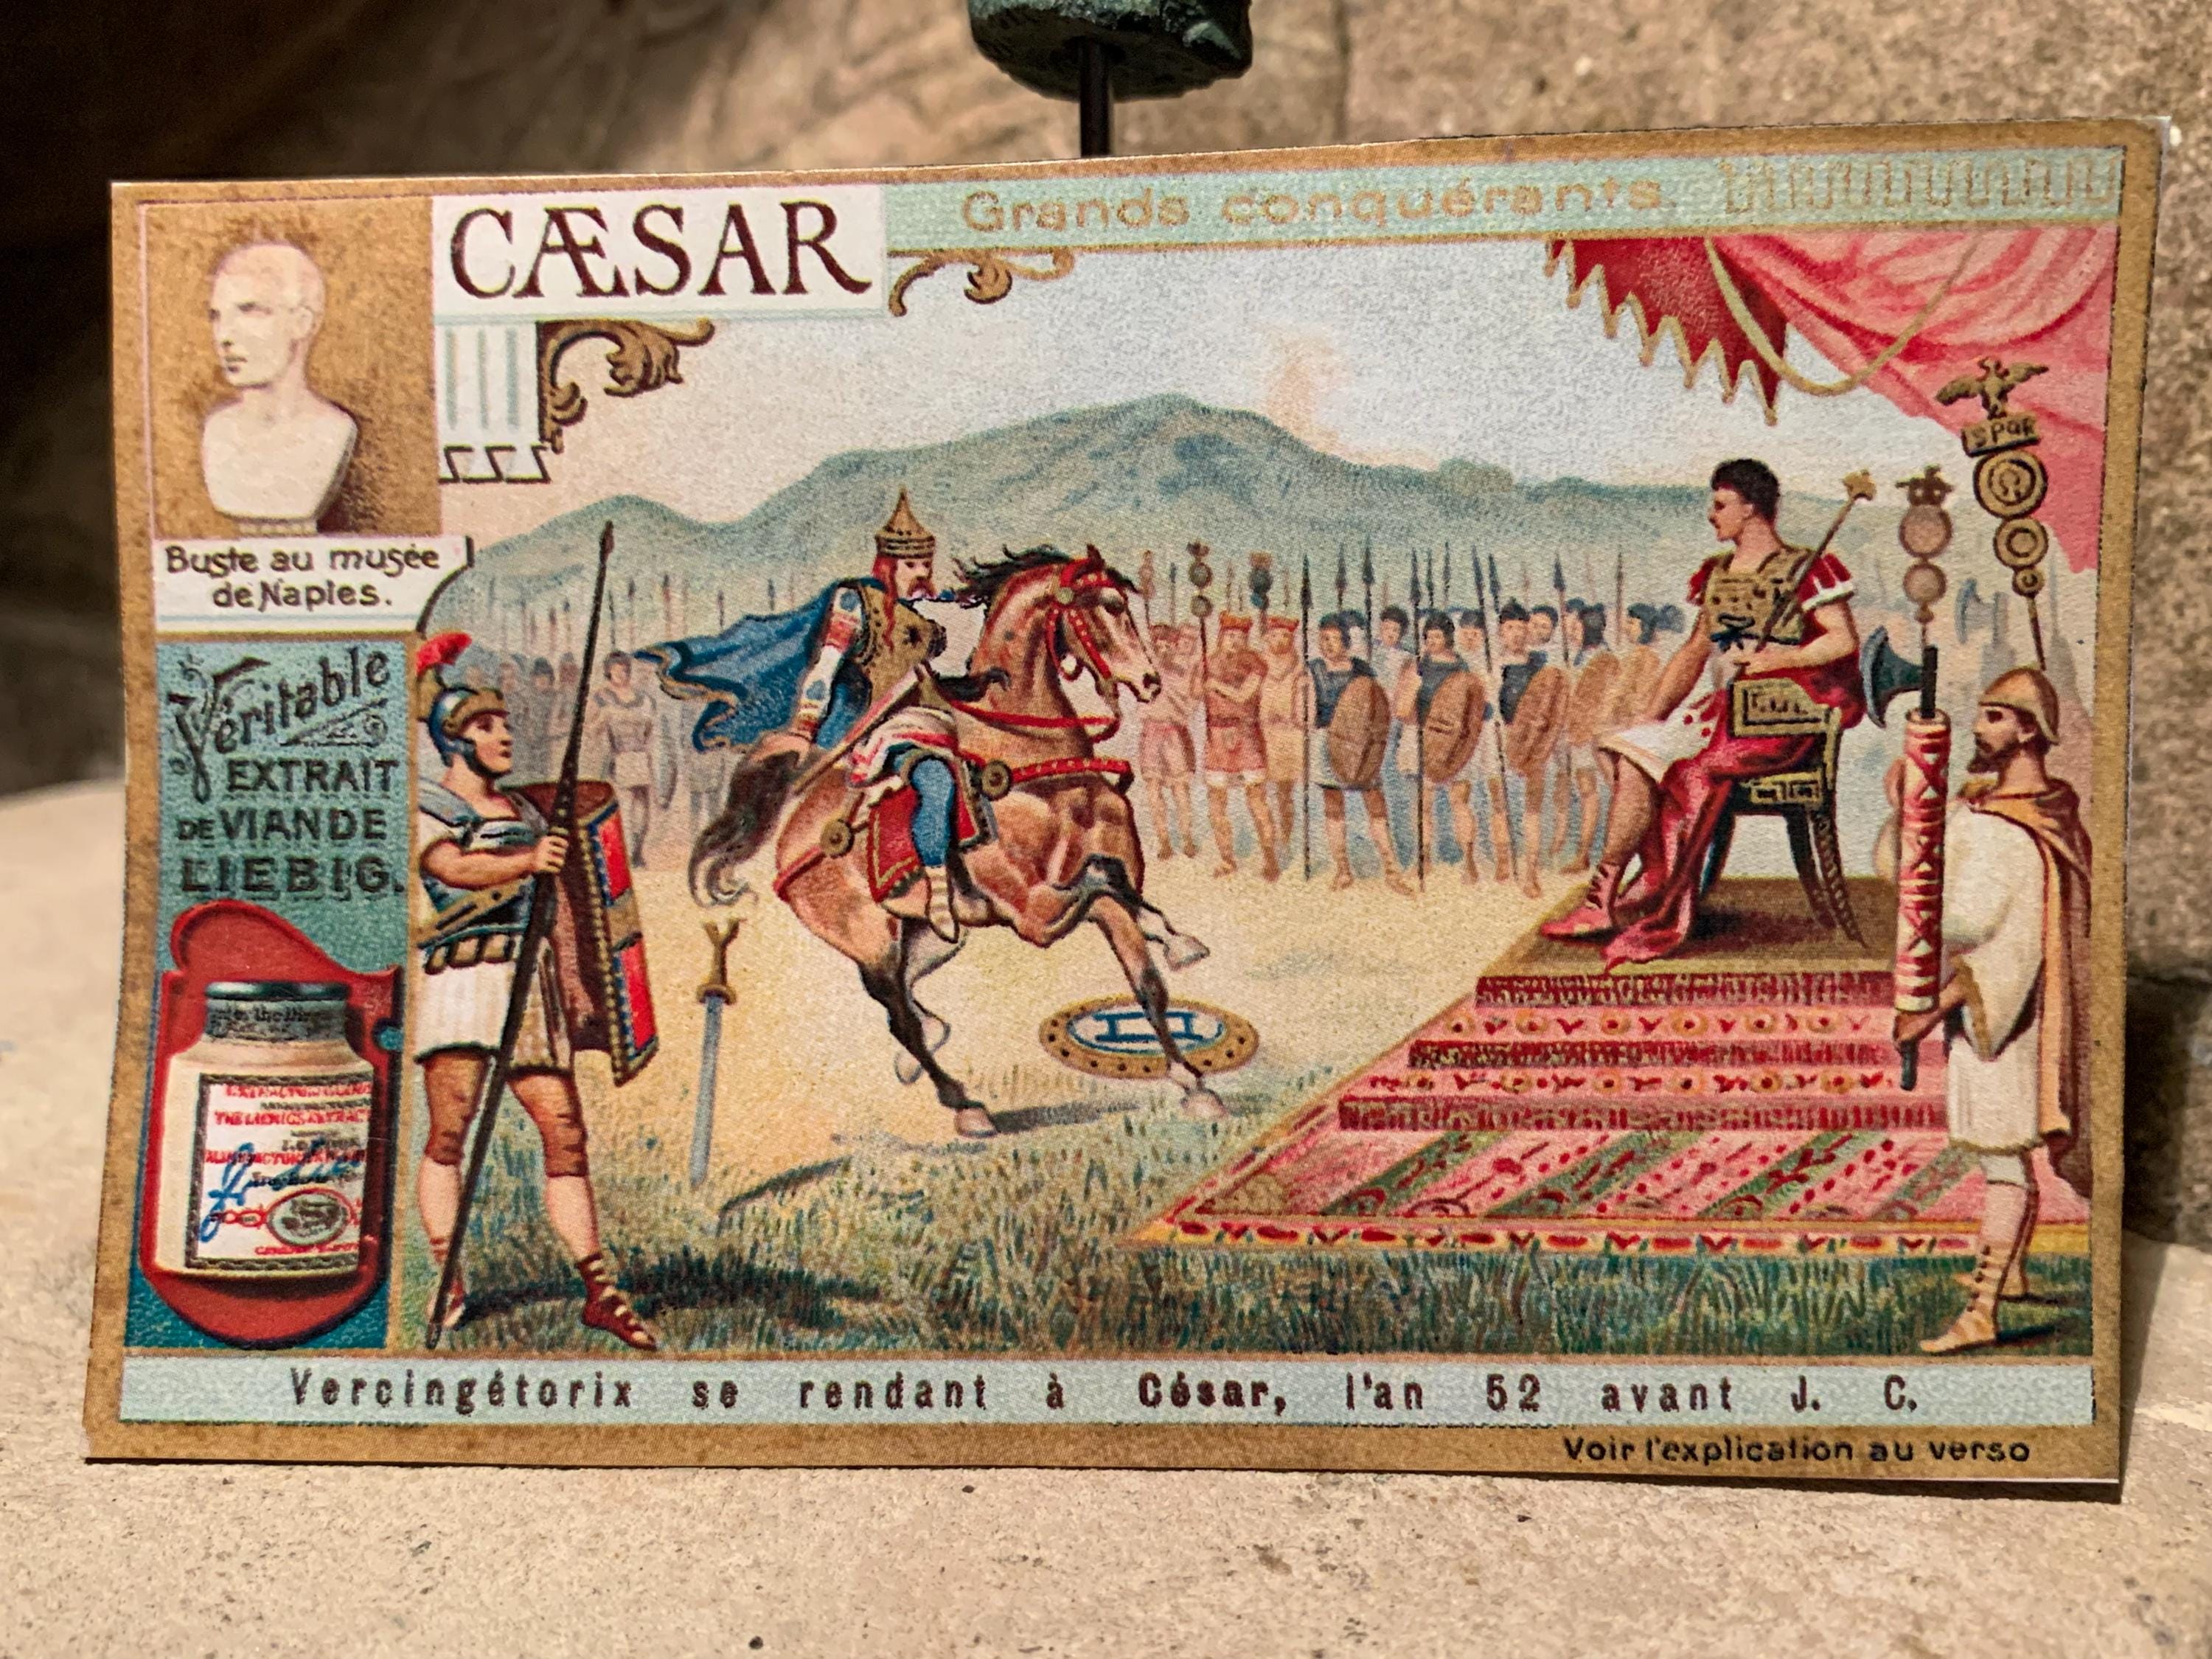 CÆSAR
Grands conquérants.
SPQR
Buste au musée
de Naples.
Véritable
EXTRAIT
DE VIANDE
LIEBIG.
Vercingétorix se rendant à César, l'an 52 avant J. C.
Voir l'explication au verso